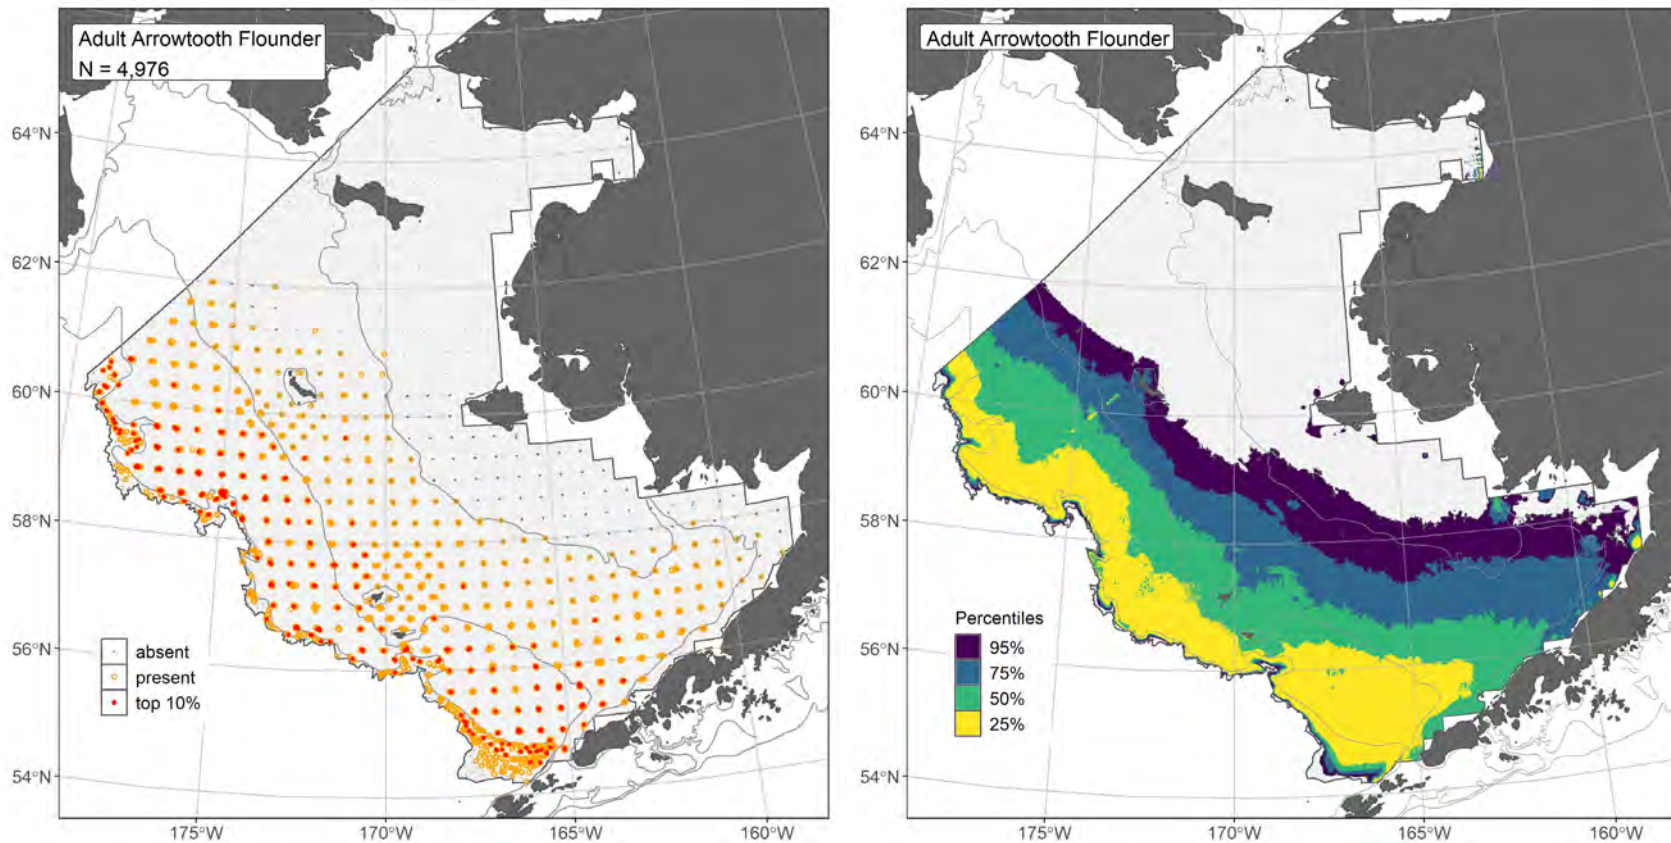 Adult Arrowtooth Flounder
N = 4,976
64°N
62°N
60°N
58°N
56°N
54°N
absent
present
top 10%
175°W
170°W
165°W
160°W
Adult Arrowtooth Flounder
64°N
62°N
60°N
58°N
56°N
54°N
Percentiles
95%
75%
50%
25%
175°W
170°W
165°W
160°W